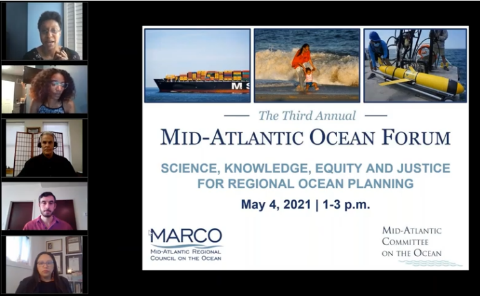 The Third Annual
MID-ATLANTIC OCEAN FORUM
SCIENCE, KNOWLEDGE, EQUITY AND JUSTICE
FOR REGIONAL OCEAN PLANNING
May 4, 2021 | 1-3 p.m.
MARCO
MID-ATLANTIC REGIONAL
COUNCIL ON THE OCEAN
MID-ATLANTIC
COMMITTEE
ON THE OCEAN